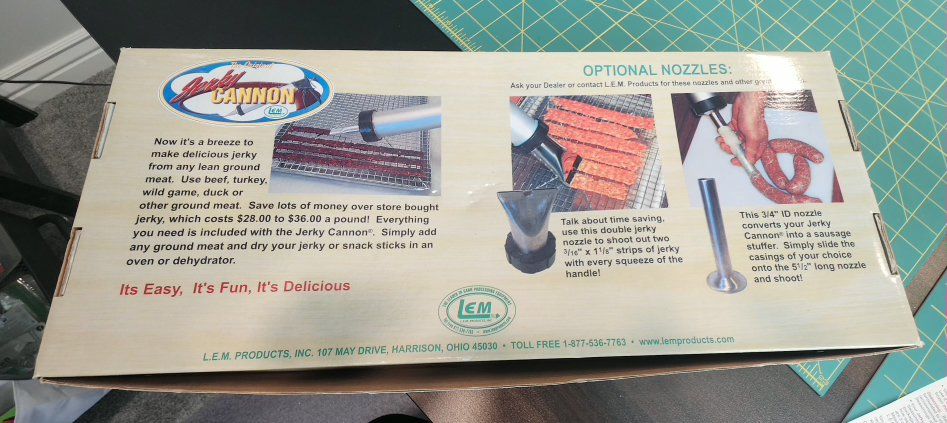 The Original
Jerky
CANNON
LEM
Now it's a breeze to
make delicious jerky
from any lean ground
meat. Use beef, turkey,
wild game, duck or
other ground meat. Save lots of money over store bought
jerky, which costs $28.00 to $36.00 a pound! Everything
you need is included with the Jerky Cannon®. Simply add
any ground meat and dry your jerky or snack sticks in an
oven or dehydrator.
Its Easy, It's Fun, It's Delicious
OPTIONAL NOZZLES:
Ask your Dealer or contact L.E.M. Products for these nozzles and other great
Talk about time saving,
use this double jerky
nozzle to shoot out two
3/16" x 1 1/8" strips of jerky
with every squeeze of the
handle!
This 3/4" ID nozzle
converts your Jerky
Cannon® into a sausage
stuffer. Simply slide the
casings of your choice
onto the 5 1/2" long nozzle
and shoot!
LEM
L.E.M. PRODUCTS, INC. 107 MAY DRIVE, HARRISON, OHIO 45030 • TOLL FREE 1-877-536-7763 • www.lemproducts.com